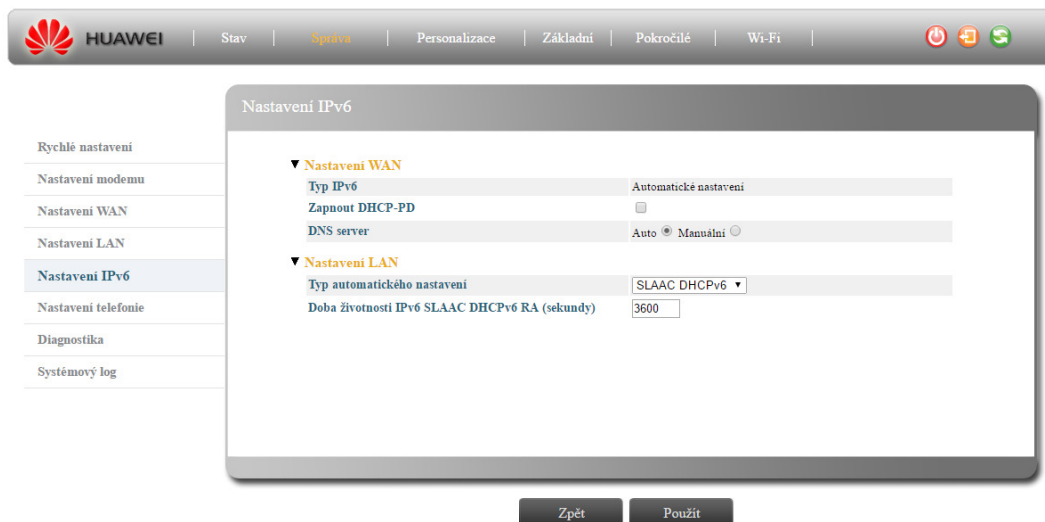 HUAWEI | Stav | Správa | Personalizace | Základní | Pokročilé | Wi-Fi |
Nastavení IPv6
Rychlé nastavení
Nastavení modemu
Nastavení WAN
Nastavení LAN
Nastavení IPv6
Nastavení telefonie
Diagnostika
Systémový log
Nastavení WAN
Typ IPv6 Automatické nastavení
Zapnout DHCP-PD
DNS server Auto Manuální
Nastavení LAN
Typ automatického nastavení SLAAC DHCPv6
Doba životnosti IPv6 SLAAC DHCPv6 RA (sekundy) 3600
Zpět Použít